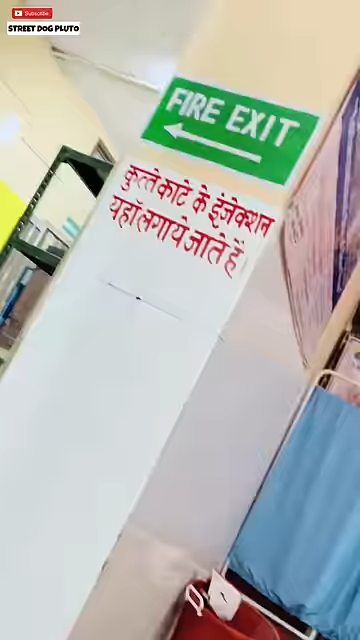 Subscribe
STREET DOG PLUTO
FIRE EXIT
कुत्ते काटे के इंजेक्शन
यहाँ लगाये जाते हैं